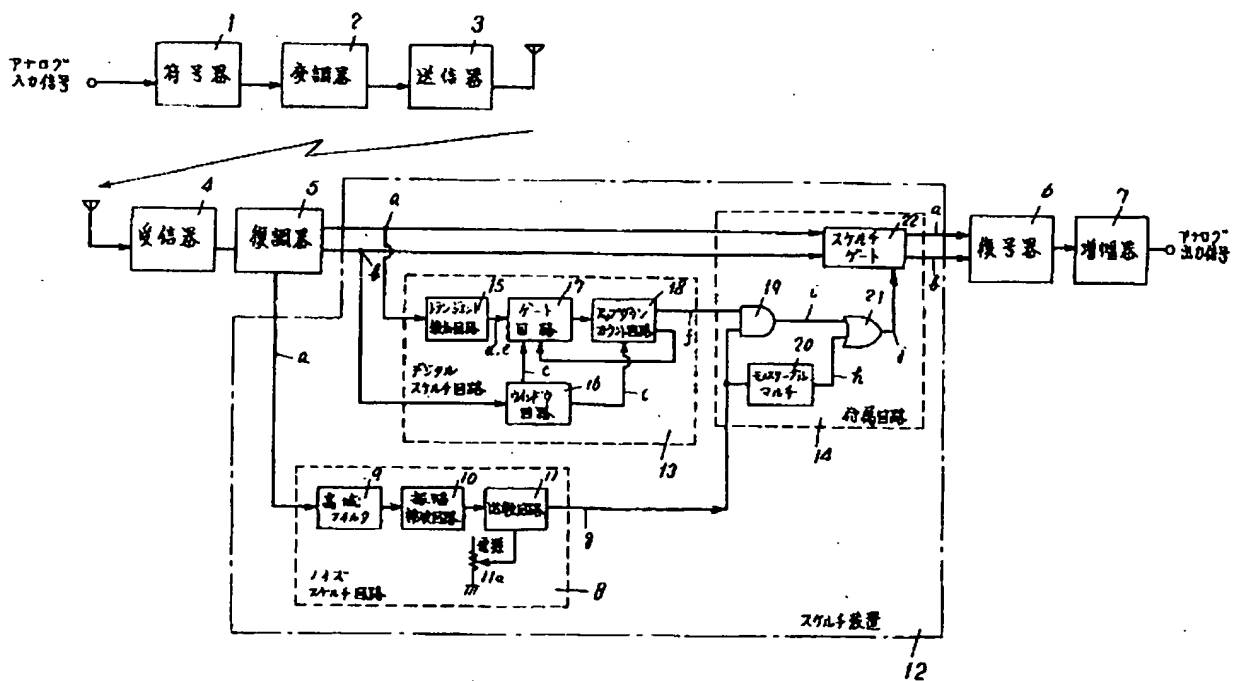 1
2
3
アナログ
入力信号
符号器
変調器
送信器
4
5
a
受信器
復調器
b
a
22
a
6
7
スケルチ
ゲート
b
復号器
増幅器
アナログ
出力信号
15
17
18
19
21
トランジェント
検出回路
ゲート
回路
アップダウン
カウント回路
d,e
f
i
j
c
c
20
モノステーブル
マルチ
h
デジタル
スケルチ回路
16
ウインドウ
回路
付属回路
13
14
9
10
11
高域
フィルタ
振幅
検波回路
比較回路
g
電源
11a
ノイズ
スケルチ回路
8
スケルチ装置
12